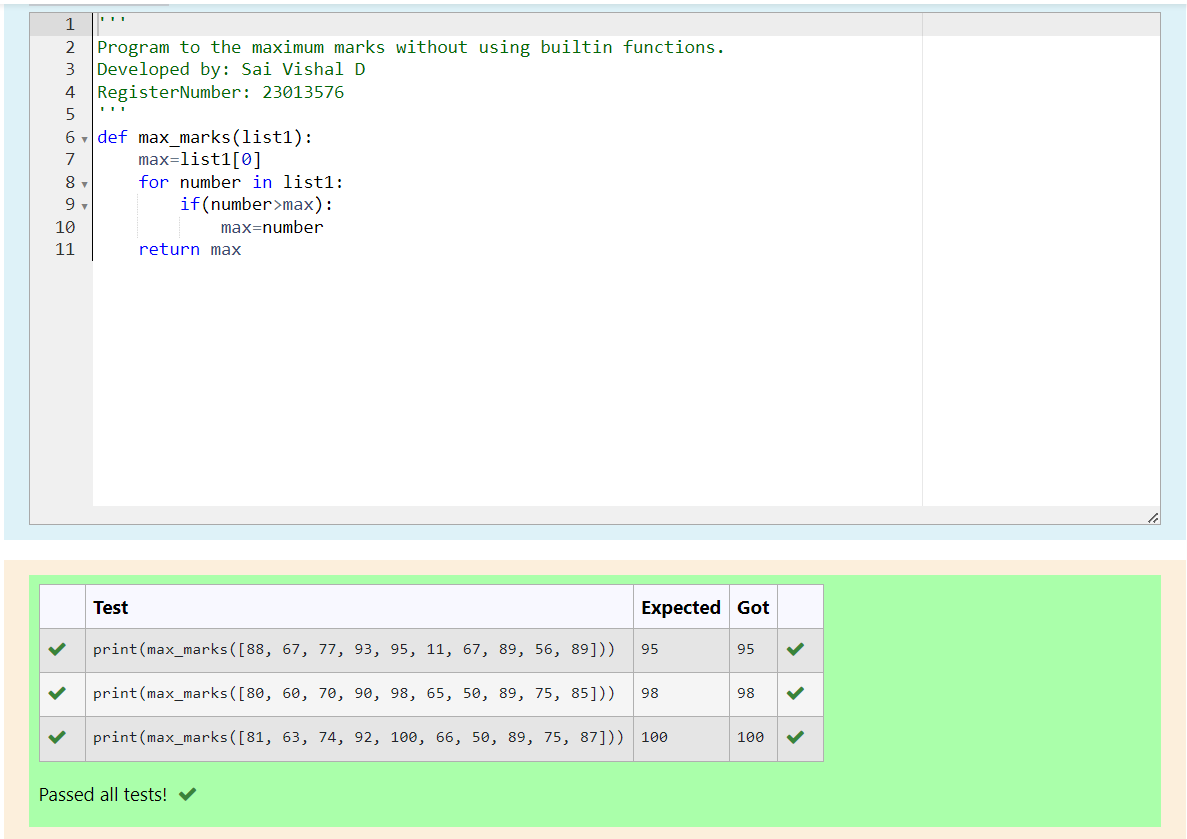 1 '''
2 Program to the maximum marks without using builtin functions.
3 Developed by: Sai Vishal D
4 RegisterNumber: 23013576
5 '''
6 def max_marks(list1):
7     max=list1[0]
8     for number in list1:
9         if(number>max):
10             max=number
11     return max
Test Expected Got
print(max_marks([88, 67, 77, 93, 95, 11, 67, 89, 56, 89])) 95 95
print(max_marks([80, 60, 70, 90, 98, 65, 50, 89, 75, 85])) 98 98
print(max_marks([81, 63, 74, 92, 100, 66, 50, 89, 75, 87])) 100 100
Passed all tests!